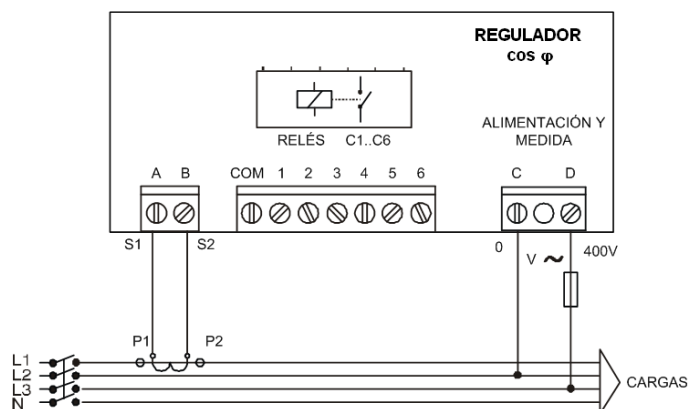 REGULADOR
cos φ
RELÉS C1..C6
ALIMENTACIÓN Y
MEDIDA
A B COM 1 2 3 4 5 6 C D
S1 S2 0 V ~ 400V
P1 P2
L1
L2
L3
N
CARGAS